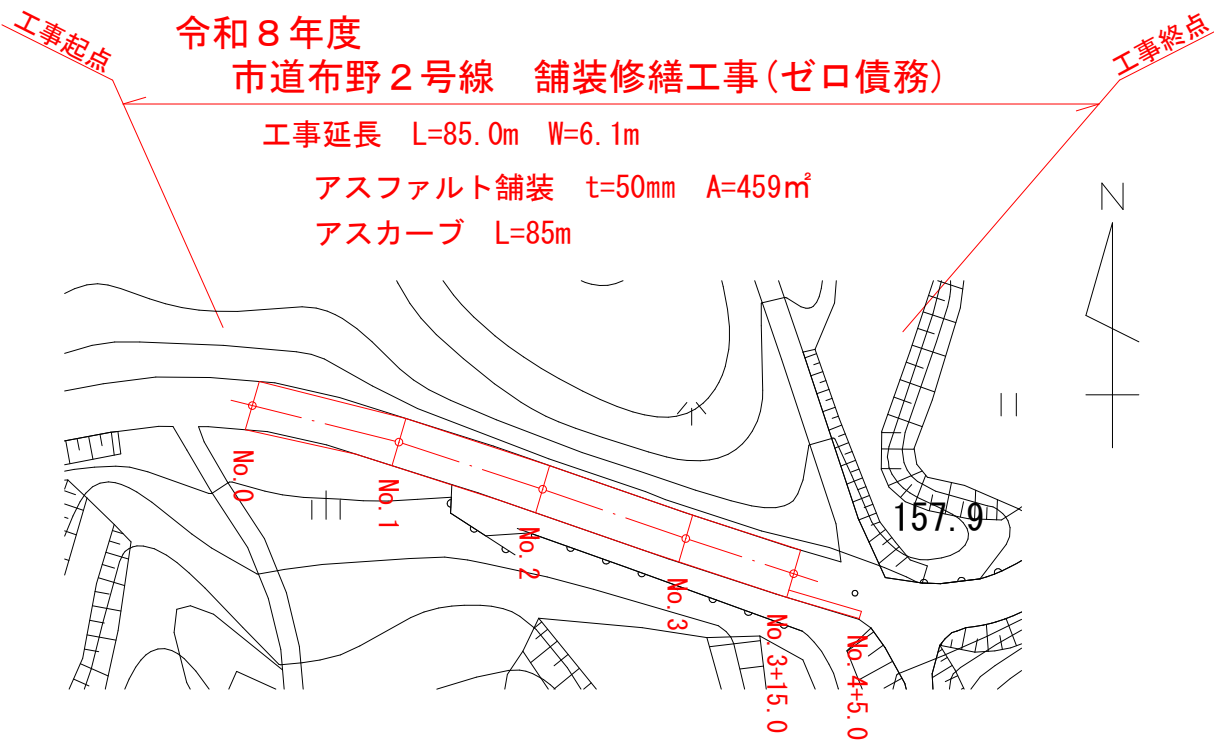 工事起点
令和８年度
工事終点
市道布野２号線　舗装修繕工事(ゼロ債務)
工事延長　L=85.0m　W=6.1m
アスファルト舗装　t=50mm　A=459㎡
アスカーブ　L=85m
N
No.0
No.1
No.2
No.3
No.3+15.0
No.4+5.0
157.9